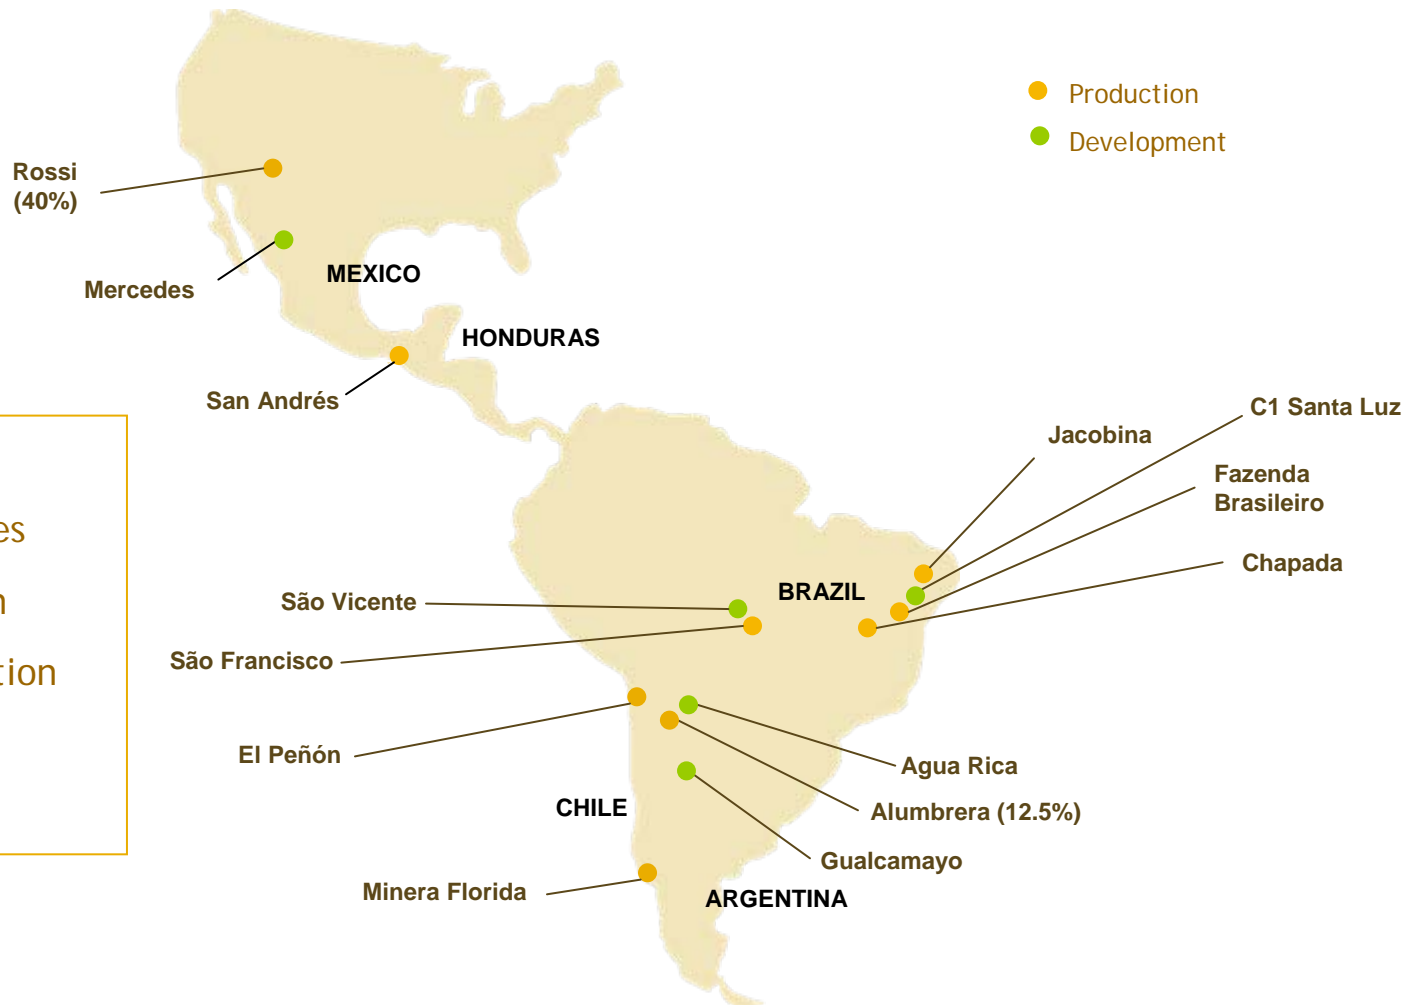 Production
Development
Rossi
(40%)
Mercedes
MEXICO
HONDURAS
San Andrés
C1 Santa Luz
Jacobina
Fazenda
Brasileiro
Chapada
BRAZIL
São Vicente
São Francisco
El Peñón
Agua Rica
CHILE
Alumbrera (12.5%)
Gualcamayo
Minera Florida
ARGENTINA